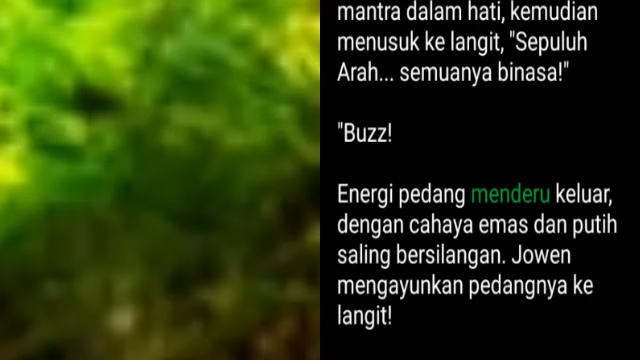 mantra dalam hati, kemudian
menusuk ke langit, "Sepuluh
Arah... semuanya binasa!"
"Buzz!
Energi pedang menderu keluar,
dengan cahaya emas dan putih
saling bersilangan. Jowen
mengayunkan pedangnya ke
langit!